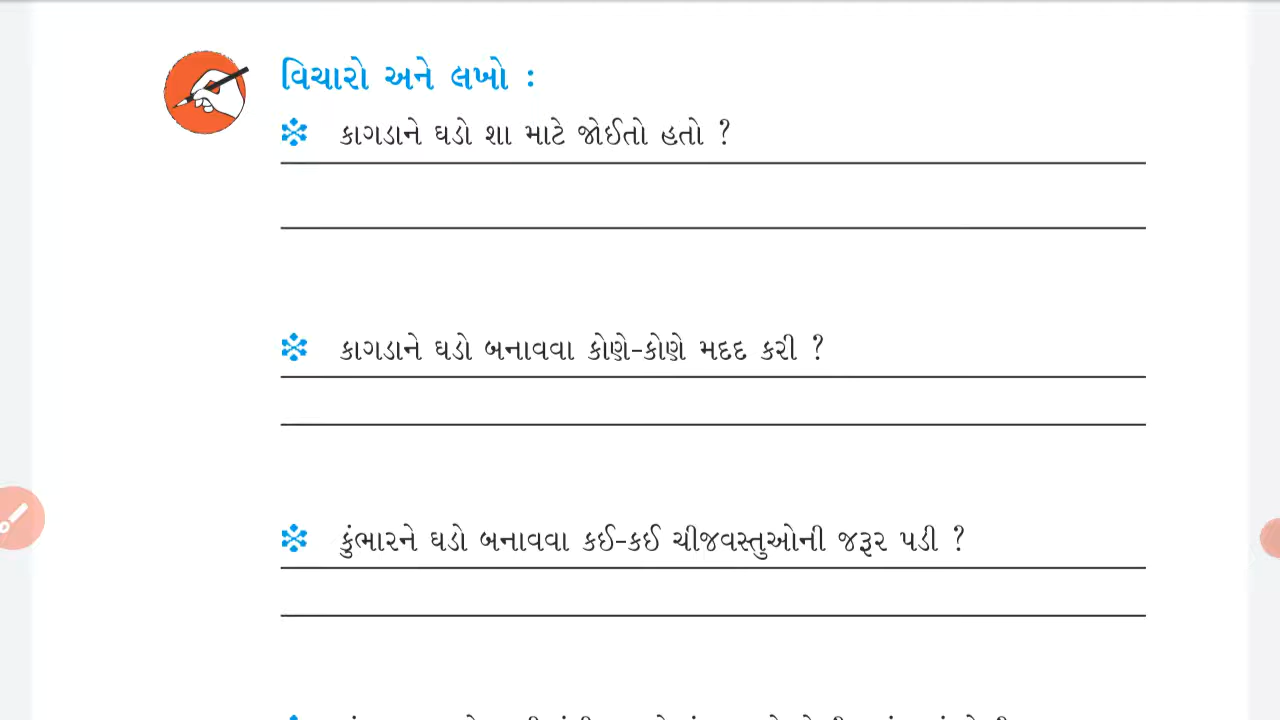 વિચારો અને લખો :
કાગડાને ઘડો શા માટે જોઈતો હતો ?
કાગડાને ઘડો બનાવવા કોણે-કોણે મદદ કરી ?
કુંભારને ઘડો બનાવવા કઈ-કઈ ચીજવસ્તુઓની જરૂર પડી ?